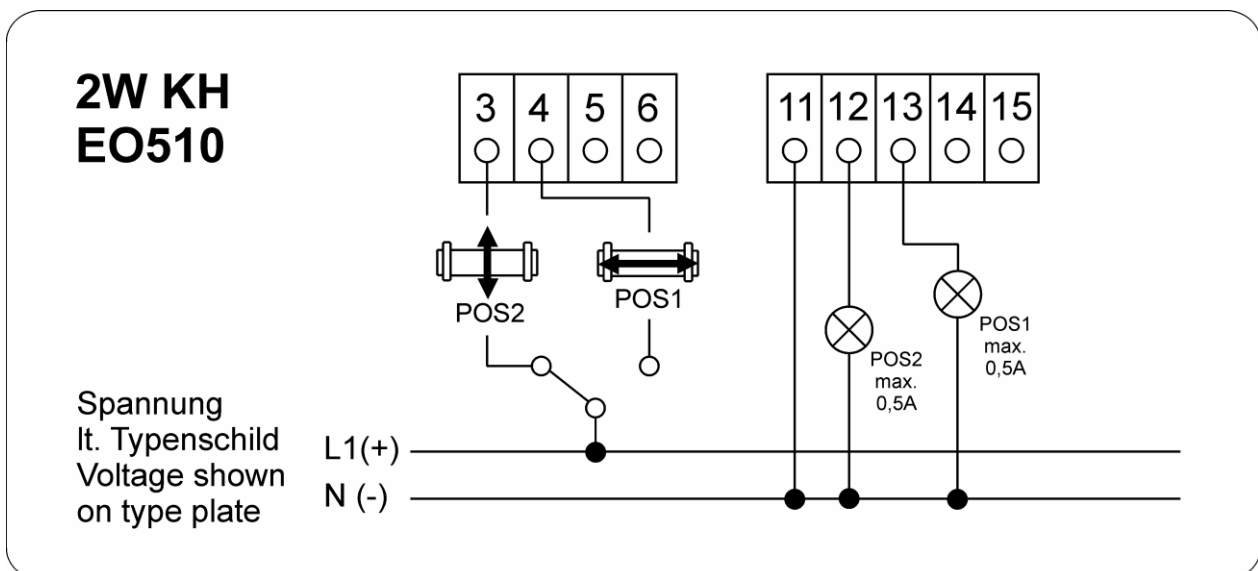 2W KH
EO510
3 4 5 6
11 12 13 14 15
POS2
POS1
POS1
max.
0,5A
POS2
max.
0,5A
Spannung
lt. Typenschild
Voltage shown
on type plate
L1(+)
N (-)